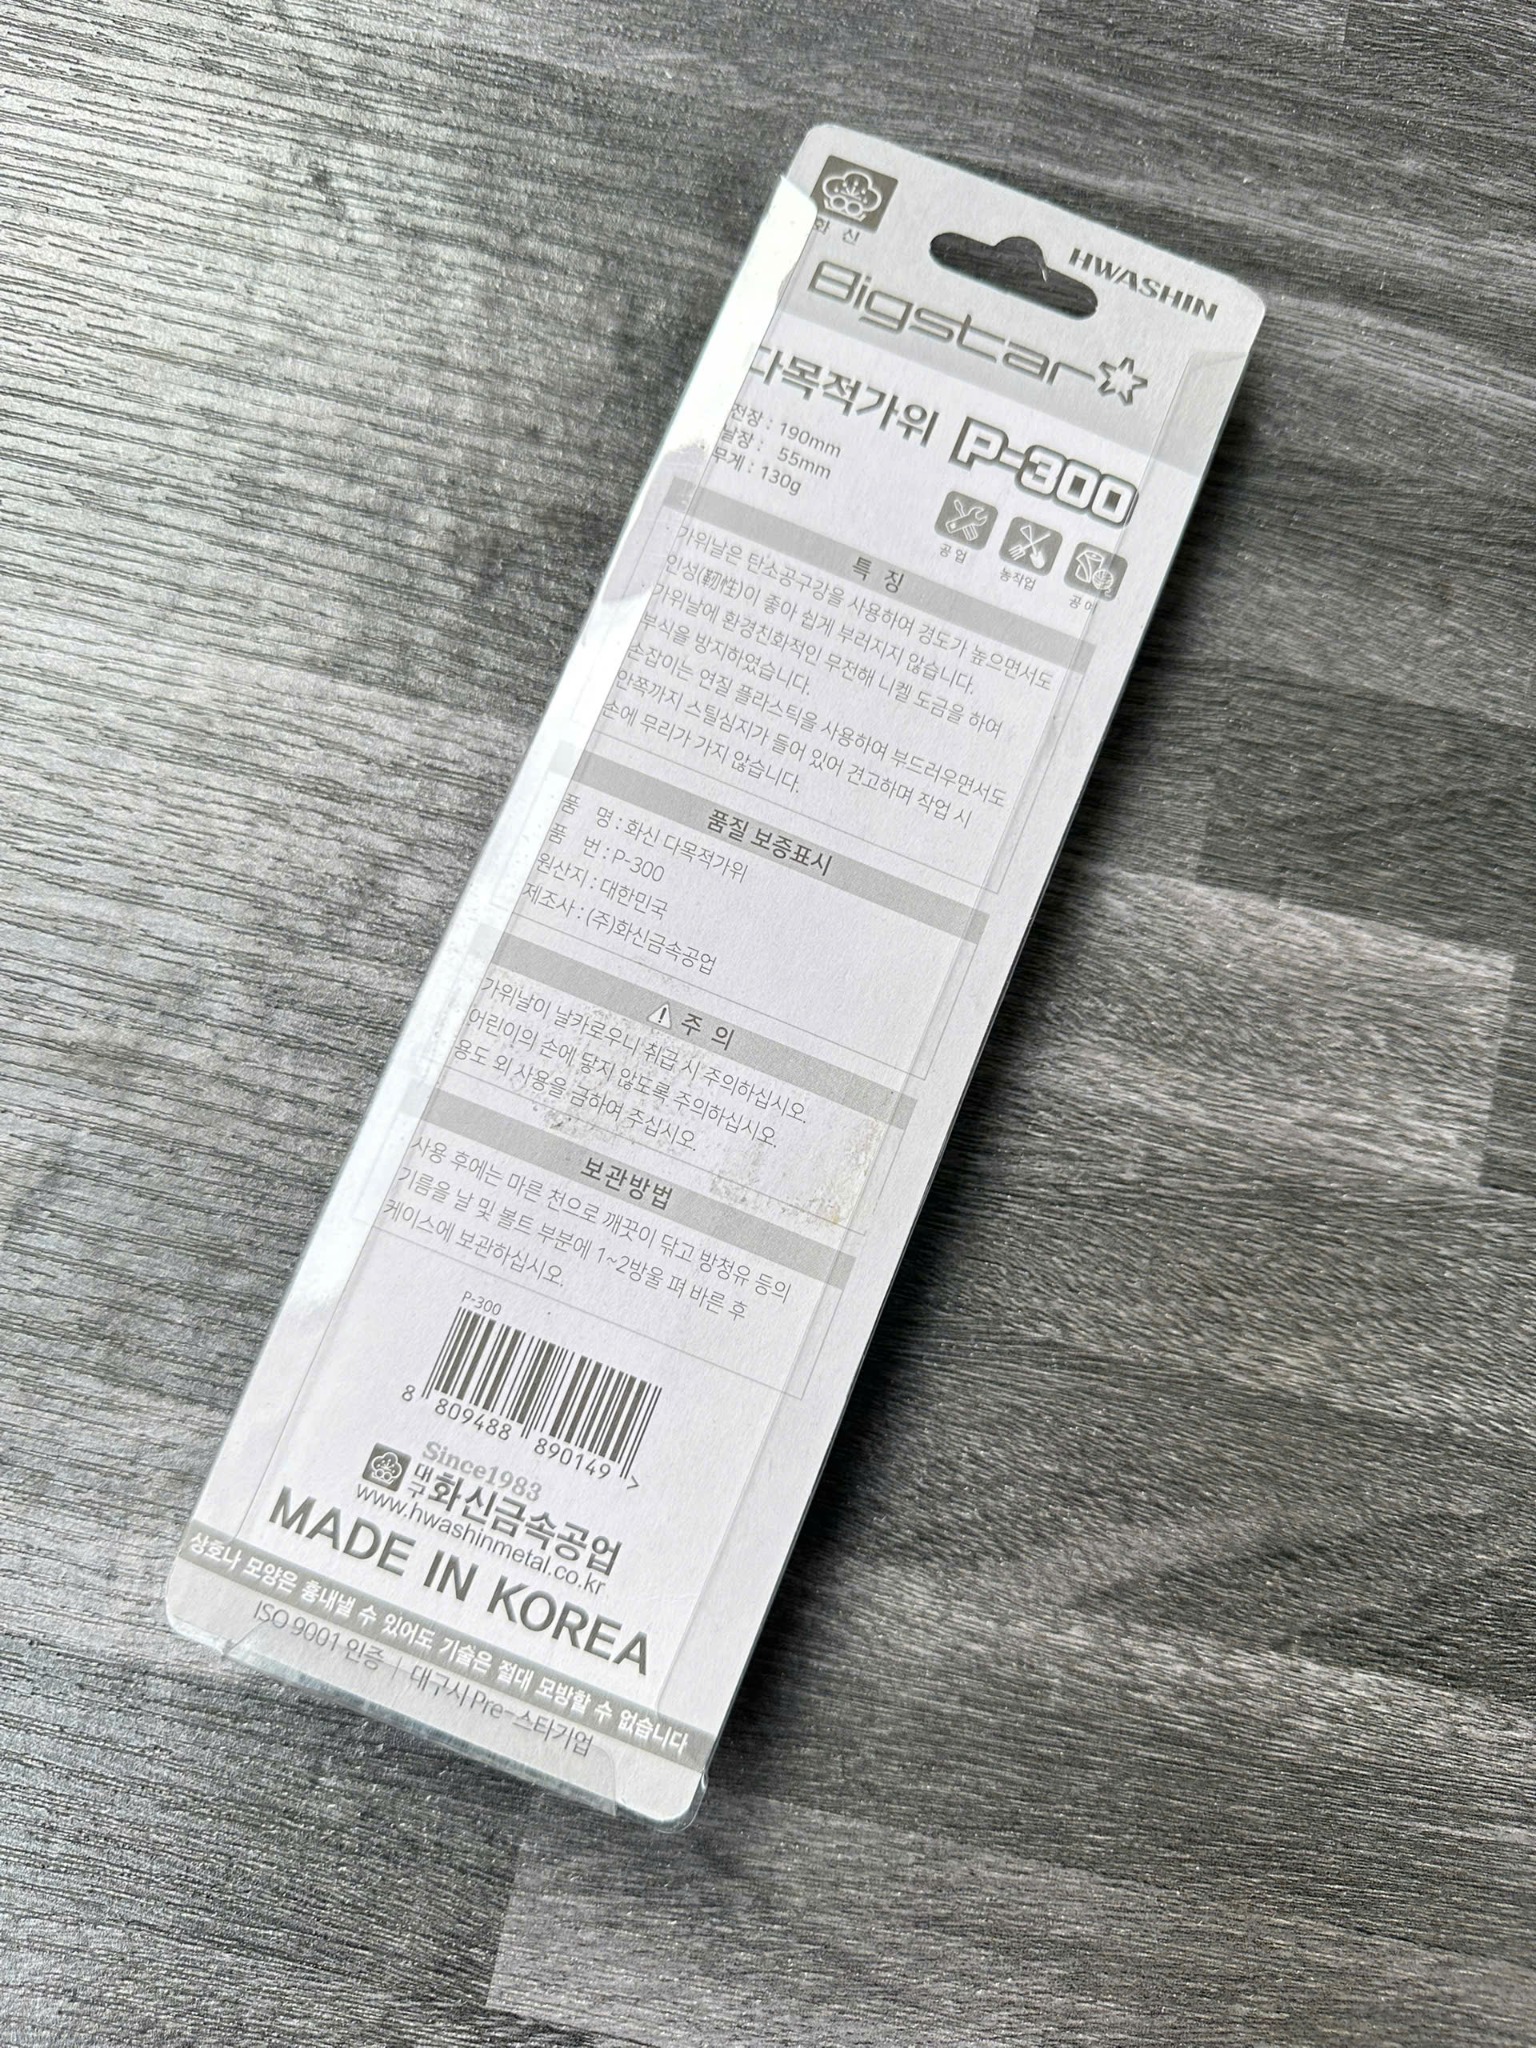 화 신
HWASHIN
Bigstar
다목적가위 P-300
전장 : 190mm
날장 : 55mm
무게 : 130g
공업
농작업
공예
특 징
가위날은 탄소공구강을 사용하여 경도가 높으면서도
인성(靭性)이 좋아 쉽게 부러지지 않습니다.
가위날에 환경친화적인 무전해 니켈 도금을 하여
부식을 방지하였습니다.
손잡이는 연질 플라스틱을 사용하여 부드러우면서도
안쪽까지 스틸심지가 들어 있어 견고하며 작업 시
손에 무리가 가지 않습니다.
품질 보증표시
품 명 : 화신 다목적가위
품 번 : P-300
원산지 : 대한민국
제조사 : (주)화신금속공업
주 의
가위날이 날카로우니 취급 시 주의하십시오.
어린이의 손에 닿지 않도록 주의하십시오.
용도 외 사용을 금하여 주십시오.
보관방법
사용 후에는 마른 천으로 깨끗이 닦고 방청유 등의
기름을 날 및 볼트 부분에 1~2방울 펴 바른 후
케이스에 보관하십시오.
P-300
8 809488 890149 >
Since1983
대구 화신금속공업
www.hwashinmetal.co.kr
MADE IN KOREA
상호나 모양은 흉내낼 수 있어도 기술은 절대 모방할 수 없습니다
ISO 9001 인증 | 대구시 Pre-스타기업